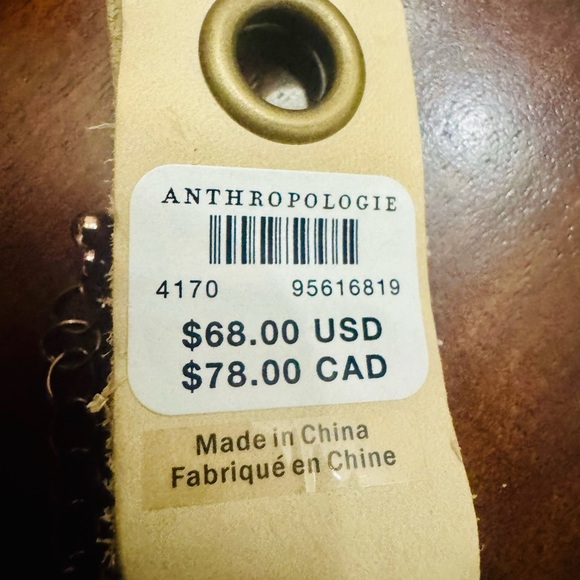 ANTHROPOLOGIE
4170 95616819
$68.00 USD
$78.00 CAD
Made in China
Fabriqué en Chine